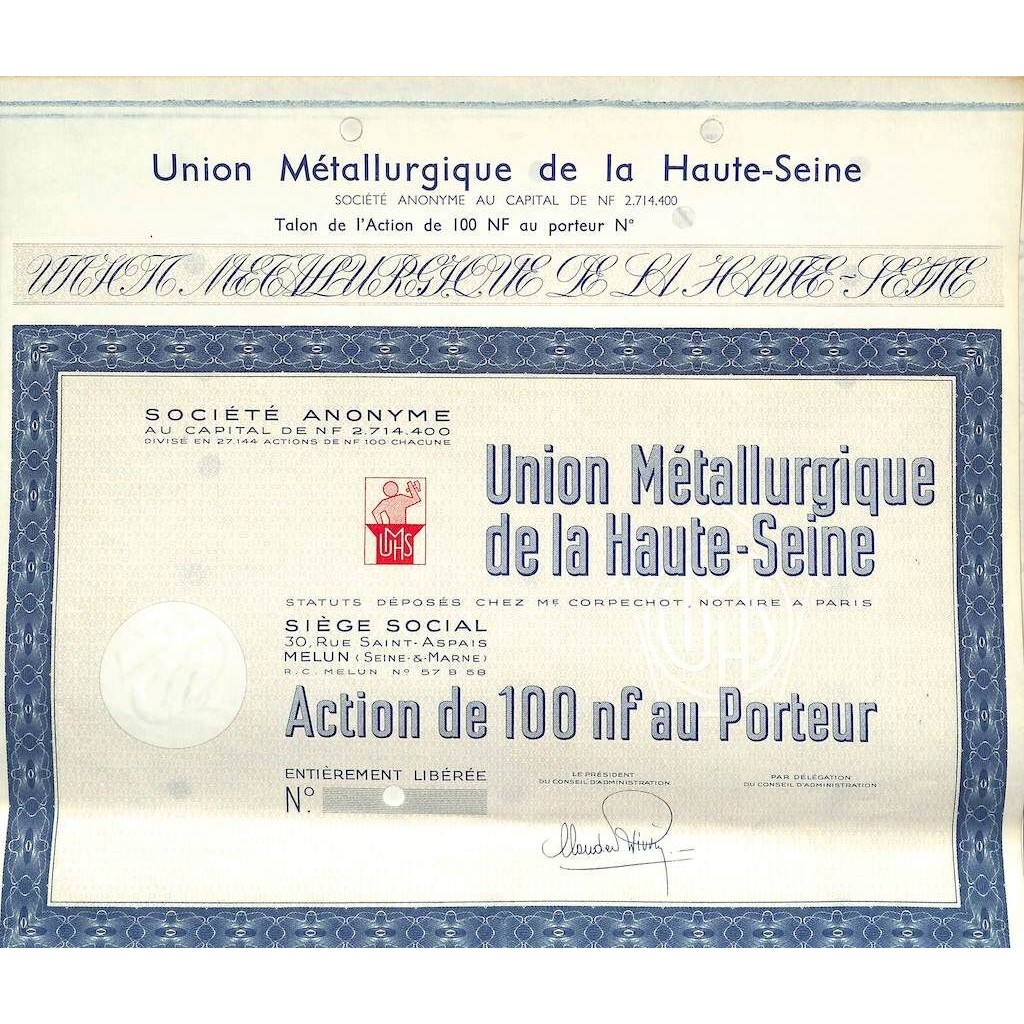 Union Métallurgique de la Haute-Seine
SOCIÉTÉ ANONYME AU CAPITAL DE NF 2.714.400
Talon de l'Action de 100 NF au porteur N°
UNION METALLURGIQUE DE LA HAUTE-SEINE
SOCIÉTÉ ANONYME
AU CAPITAL DE NF 2.714.400
DIVISÉ EN 27.144 ACTIONS DE NF 100 CHACUNE
Union Métallurgique
de la Haute-Seine
UMHS
STATUTS DÉPOSÉS CHEZ ME CORPECHOT, NOTAIRE A PARIS
SIÈGE SOCIAL
30, RUE SAINT-ASPAIS
MELUN (SEINE-&-MARNE)
R.C. MELUN N° 57 B 58
Action de 100 nf au Porteur
ENTIÈREMENT LIBÉRÉE
N°.
LE PRÉSIDENT
DU CONSEIL D'ADMINISTRATION
PAR DÉLÉGATION
DU CONSEIL D'ADMINISTRATION